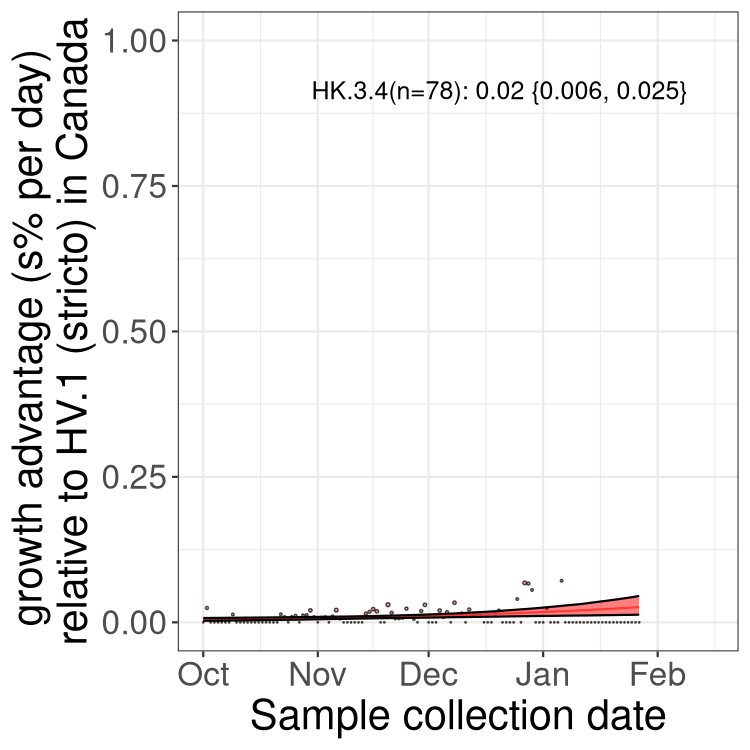 growth advantage (s% per day)
relative to HV.1 (stricto) in Canada
1.00
0.75
0.50
0.25
0.00
HK.3.4(n=78): 0.02 {0.006, 0.025}
Oct Nov Dec Jan Feb
Sample collection date